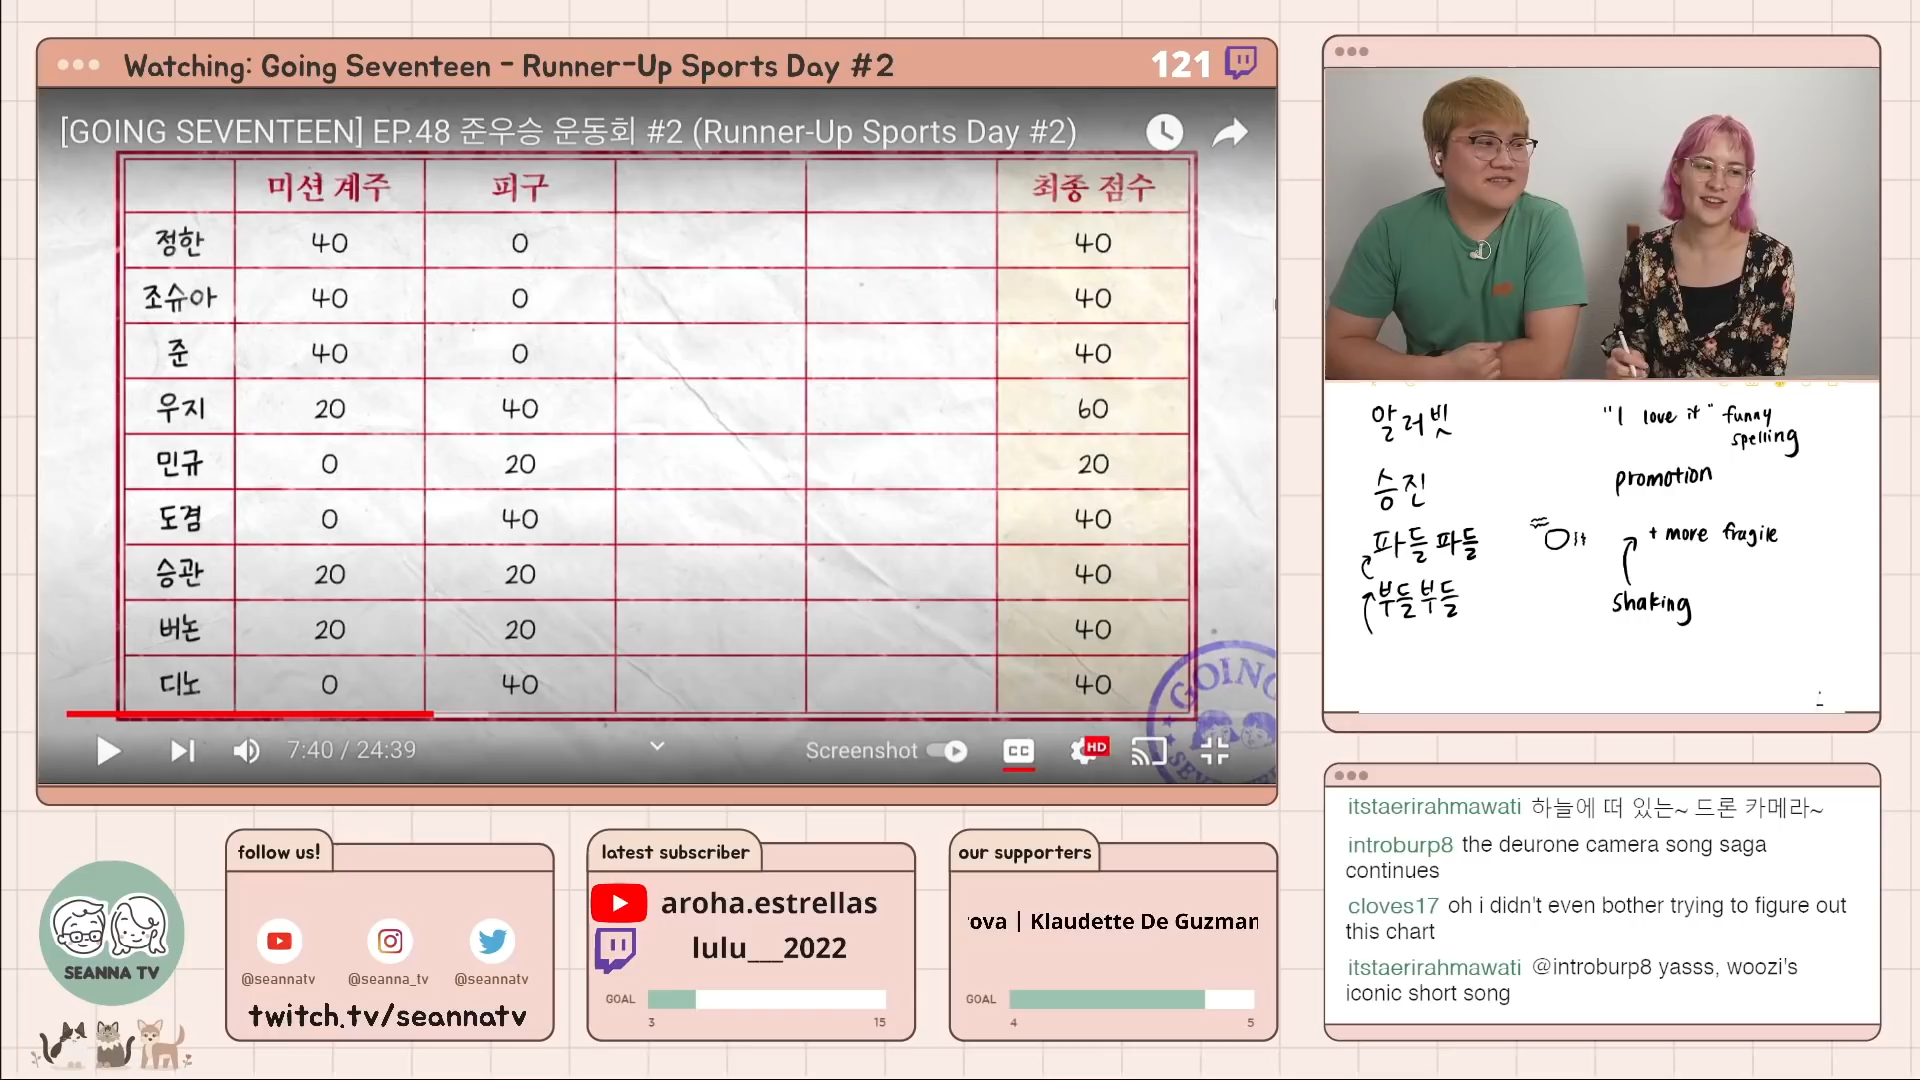 Watching: Going Seventeen - Runner-Up Sports Day #2
121
[GOING SEVENTEEN] EP.48 준우승 운동회 #2 (Runner-Up Sports Day #2)
미션 계주 피구 최종 점수
정한 40 0 40
조슈아 40 0 40
준 40 0 40
우지 20 40 60
민규 0 20 20
도겸 0 40 40
승관 20 20 40
버논 20 20 40
디노 0 40 40
GOING
SEVENTEEN
7:40 / 24:39
Screenshot
CC
HD
알러빗 "I love it" funny
spelling
승진 promotion
파들파들 + more fragile
부들부들 shaking
itstaerirahmawati 하늘에 떠 있는~ 드론 카메라~
introburp8 the deurone camera song saga
continues
cloves17 oh i didn't even bother trying to figure out
this chart
itstaerirahmawati @introburp8 yasss, woozi's
iconic short song
SEANNA TV
follow us!
@seannatv @seanna_tv @seannatv
twitch.tv/seannatv
latest subscriber
aroha.estrellas
lulu___2022
GOAL
3 15
our supporters
ova | Klaudette De Guzman
GOAL
4 5